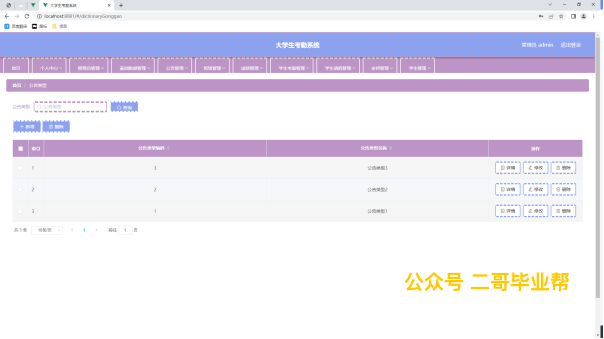 大学生考勤系统
localhost:8081/#/dictionaryGonggao
百度翻译
大学生考勤系统
管理员 admin
退出登录
首页
个人中心
管理员管理
基础数据管理
公告管理
班级管理
学生考勤管理
学生请假管理
老师管理
学生管理
首页
公告类型
公告类型
公告类型
查询
+ 新增
删除
索引
公告类型编码
公告类型名称
操作
1
3
公告类型3
详情
修改
删除
2
2
公告类型2
详情
修改
删除
3
1
公告类型1
详情
修改
删除
共 3 条
10条/页
1
前往
1
页
公众号 二哥毕业帮